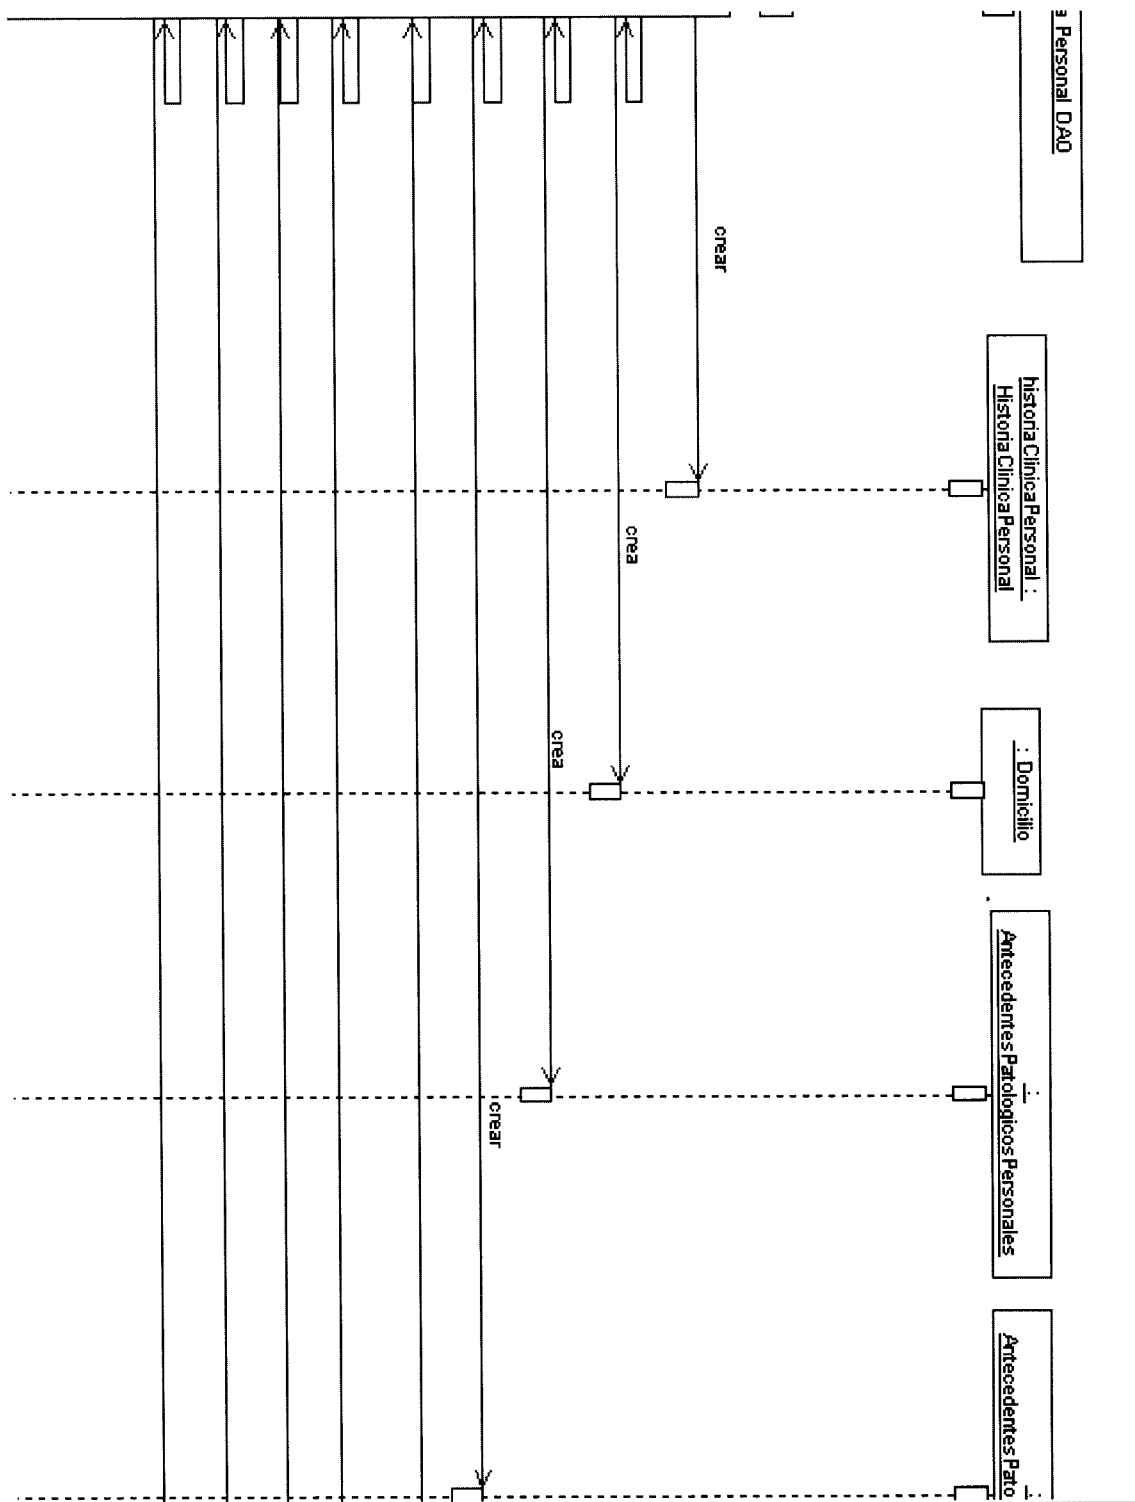 a Personal DAO
historiaClinicaPersonal :
HistoriaClinicaPersonal
: Domicilio
:
AntecedentesPatologicosPersonales
:
AntecedentesPato
crear
crea
crea
crear